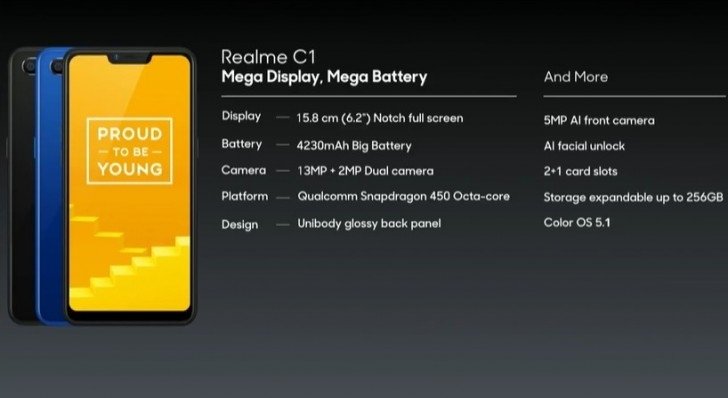 PROUD
TO BE
YOUNG
Realme C1
Mega Display, Mega Battery
Display — 15.8 cm (6.2") Notch full screen
Battery — 4230mAh Big Battery
Camera — 13MP + 2MP Dual camera
Platform — Qualcomm Snapdragon 450 Octa-core
Design — Unibody glossy back panel
And More
5MP AI front camera
AI facial unlock
2+1 card slots
Storage expandable up to 256GB
Color OS 5.1